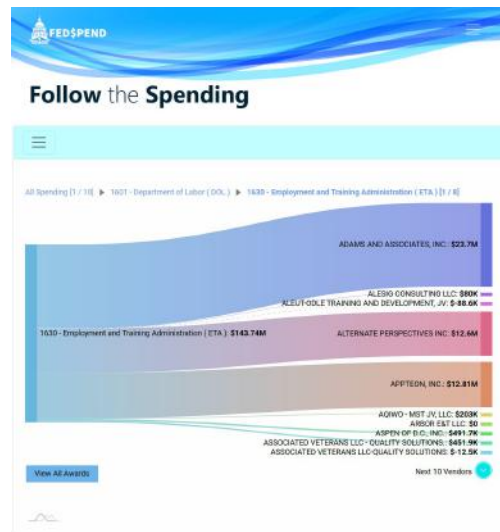 FED$PEND
Follow the Spending
All Spending [1 / 18] ▶ 1601 - Department of Labor ( DOL ) ▶ 1630 - Employment and Training Administration ( ETA ) [1 / 8]
ADAMS AND ASSOCIATES, INC.: $23.7M
ALESIG CONSULTING LLC: $80K
ALEUT-ODLE TRAINING AND DEVELOPMENT, JV: $-88.6K
1630 - Employment and Training Administration ( ETA ): $143.74M
ALTERNATE PERSPECTIVES INC: $12.6M
APPTEON, INC.: $12.81M
AQIWO - MST JV, LLC: $203K
ARBOR E&T LLC: $0
ASPEN OF D.C., INC.: $491.7K
ASSOCIATED VETERANS LLC - QUALITY SOLUTIONS.: $451.9K
ASSOCIATED VETERANS LLC-QUALITY SOLUTIONS: $-12.5K
View All Awards
Next 10 Vendors